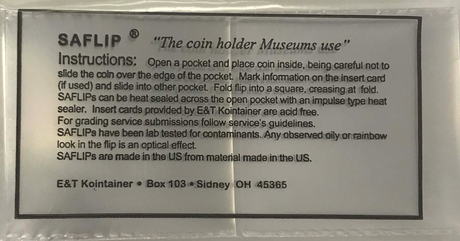 SAFLIP ® "The coin holder Museums use"
Instructions: Open a pocket and place coin inside, being careful not to
slide the coin over the edge of the pocket. Mark information on the insert card
(if used) and slide into other pocket. Fold flip into a square, creasing at fold.
SAFLIPs can be heat sealed across the open pocket with an impulse type heat
sealer. Insert cards provided by E&T Kointainer are acid free.
For grading service submissions follow service's guidelines.
SAFLIPs have been lab tested for contaminants. Any observed oily or rainbow
look in the flip is an optical effect.
SAFLIPs are made in the US from material made in the US.
E&T Kointainer • Box 103 • Sidney OH 45365